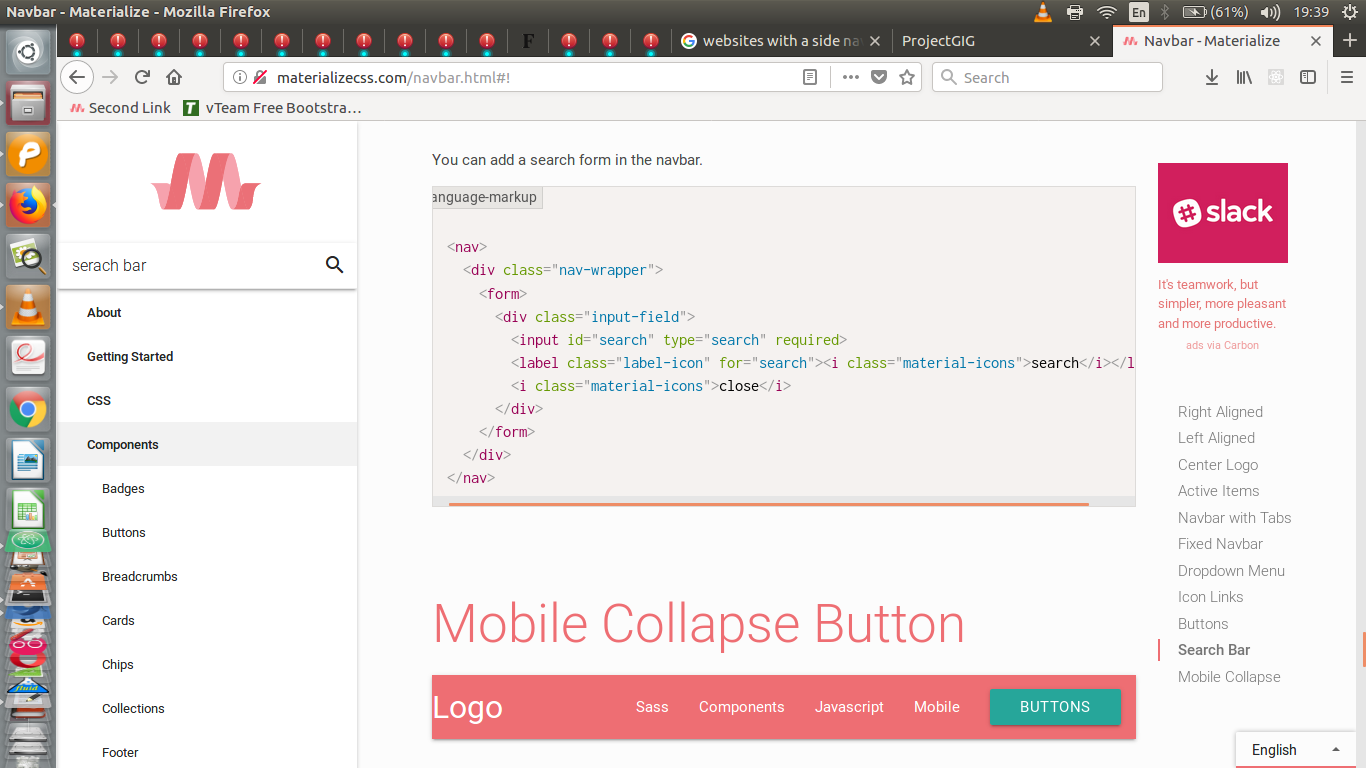 Navbar - Materialize - Mozilla Firefox
En
(61%)
19:39
F
websites with a side na
ProjectGIG
Navbar - Materialize
materializecss.com/navbar.html#!
Search
Second Link
vTeam Free Bootstra…
serach bar
About
Getting Started
CSS
Components
Badges
Buttons
Breadcrumbs
Cards
Chips
Collections
Footer
You can add a search form in the navbar.
anguage-markup
<nav>
<div class="nav-wrapper">
<form>
<div class="input-field">
<input id="search" type="search" required>
<label class="label-icon" for="search"><i class="material-icons">search</i></l
<i class="material-icons">close</i>
</div>
</form>
</div>
</nav>
Mobile Collapse Button
Logo
Sass
Components
Javascript
Mobile
BUTTONS
slack
It's teamwork, but
simpler, more pleasant
and more productive.
ads via Carbon
Right Aligned
Left Aligned
Center Logo
Active Items
Navbar with Tabs
Fixed Navbar
Dropdown Menu
Icon Links
Buttons
Search Bar
Mobile Collapse
English